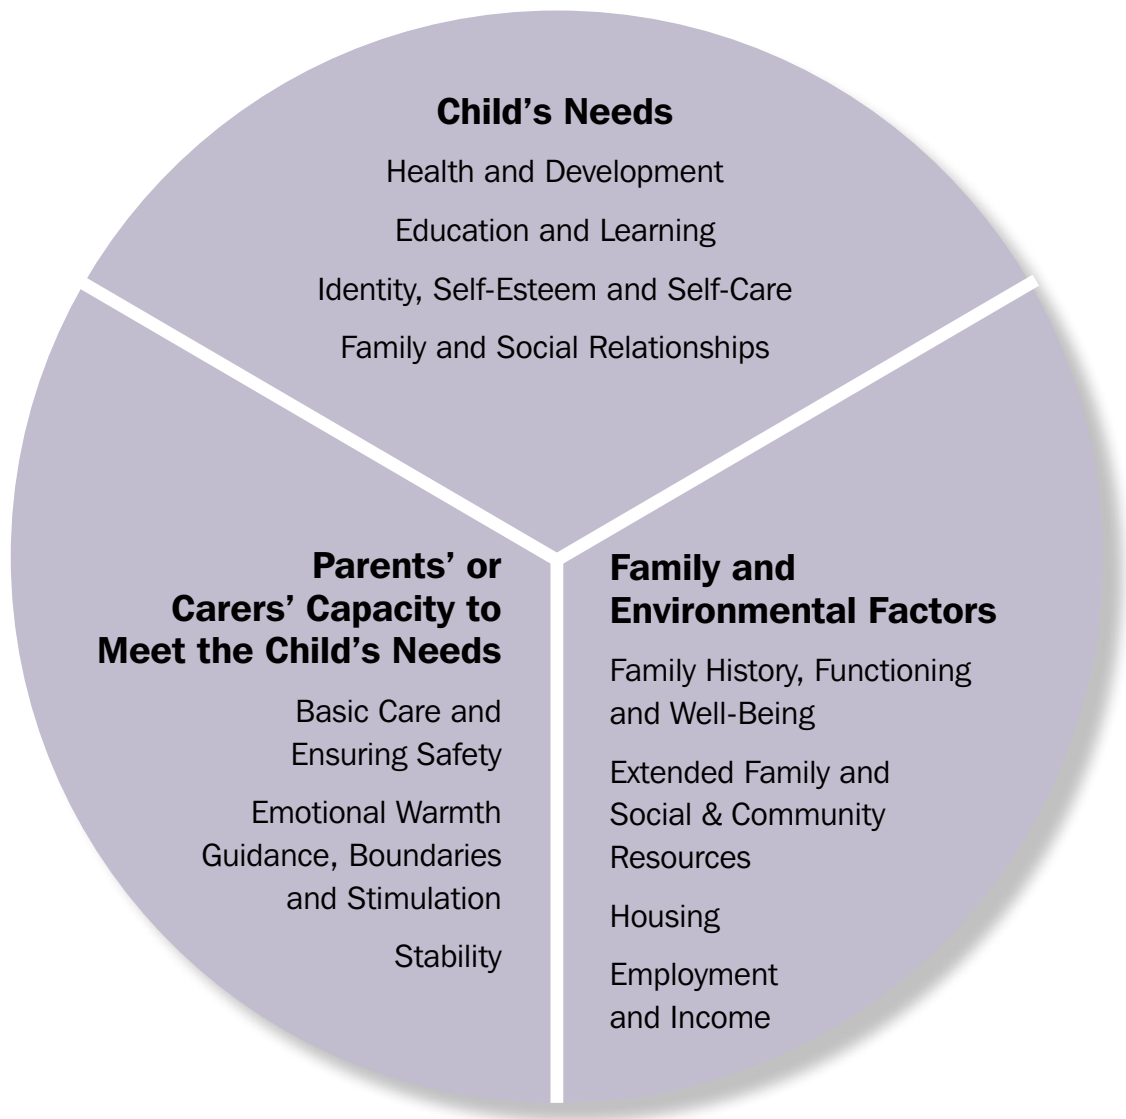 Child’s Needs
Health and Development
Education and Learning
Identity, Self-Esteem and Self-Care
Family and Social Relationships
Parents’ or
Carers’ Capacity to
Meet the Child’s Needs
Basic Care and
Ensuring Safety
Emotional Warmth
Guidance, Boundaries
and Stimulation
Stability
Family and
Environmental Factors
Family History, Functioning
and Well-Being
Extended Family and
Social & Community
Resources
Housing
Employment
and Income